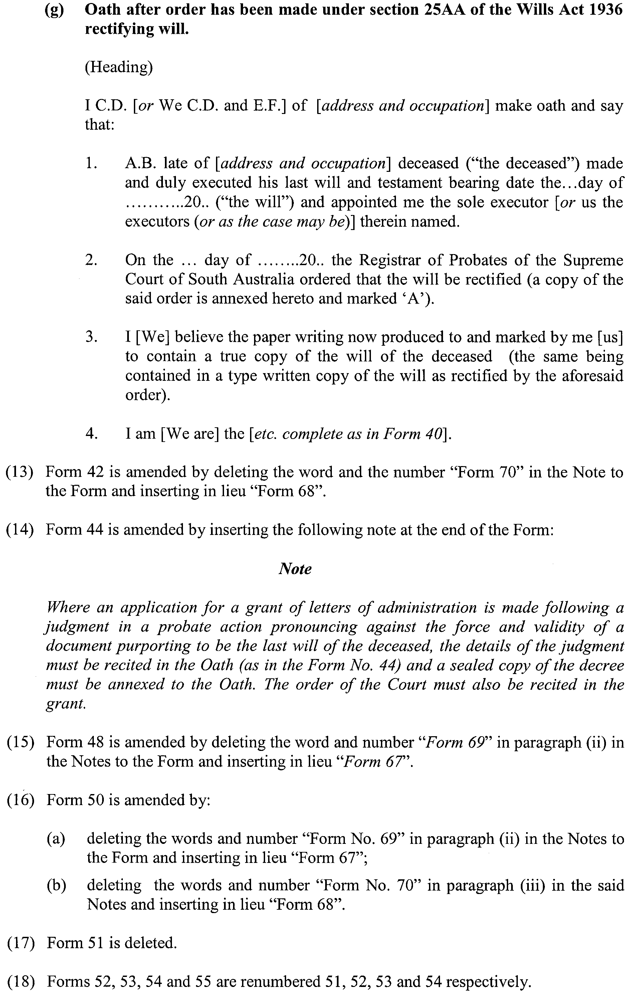 (g) Oath after order has been made under section 25AA of the Wills Act 1936
rectifying will.
(Heading)
I C.D. [or We C.D. and E.F.] of [address and occupation] make oath and say
that:
1. A.B. late of [address and occupation] deceased (“the deceased”) made
and duly executed his last will and testament bearing date the...day of
...........20.. (“the will”) and appointed me the sole executor [or us the
executors (or as the case may be)] therein named.
2. On the ... day of ........20.. the Registrar of Probates of the Supreme
Court of South Australia ordered that the will be rectified (a copy of the
said order is annexed hereto and marked ‘A’).
3. I [We] believe the paper writing now produced to and marked by me [us]
to contain a true copy of the will of the deceased (the same being
contained in a type written copy of the will as rectified by the aforesaid
order).
4. I am [We are] the [etc. complete as in Form 40].
(13) Form 42 is amended by deleting the word and the number “Form 70” in the Note to
the Form and inserting in lieu “Form 68”.
(14) Form 44 is amended by inserting the following note at the end of the Form:
Note
Where an application for a grant of letters of administration is made following a
judgment in a probate action pronouncing against the force and validity of a
document purporting to be the last will of the deceased, the details of the judgment
must be recited in the Oath (as in the Form No. 44) and a sealed copy of the decree
must be annexed to the Oath. The order of the Court must also be recited in the
grant.
(15) Form 48 is amended by deleting the word and number “Form 69” in paragraph (ii) in
the Notes to the Form and inserting in lieu “Form 67”.
(16) Form 50 is amended by:
(a) deleting the words and number “Form No. 69” in paragraph (ii) in the Notes to
the Form and inserting in lieu “Form 67”;
(b) deleting the words and number “Form No. 70” in paragraph (iii) in the said
Notes and inserting in lieu “Form 68”.
(17) Form 51 is deleted.
(18) Forms 52, 53, 54 and 55 are renumbered 51, 52, 53 and 54 respectively.